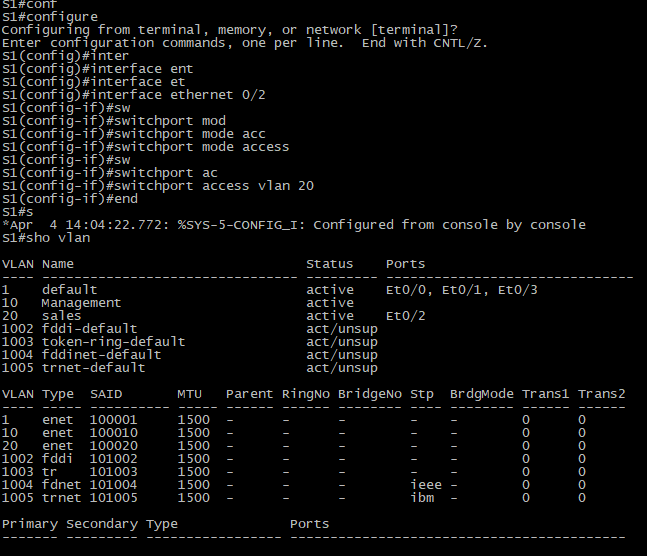 S1#conf
S1#configure
Configuring from terminal, memory, or network [terminal]?
Enter configuration commands, one per line.  End with CNTL/Z.
S1(config)#inter
S1(config)#interface ent
S1(config)#interface et
S1(config)#interface ethernet 0/2
S1(config-if)#sw
S1(config-if)#switchport mod
S1(config-if)#switchport mode acc
S1(config-if)#switchport mode access
S1(config-if)#sw
S1(config-if)#switchport ac
S1(config-if)#switchport access vlan 20
S1(config-if)#end
S1#s
*Apr  4 14:04:22.772: %SYS-5-CONFIG_I: Configured from console by console
S1#sho vlan

VLAN Name                             Status    Ports
---- -------------------------------- --------- -------------------------------
1    default                          active    Et0/0, Et0/1, Et0/3
10   Management                       active
20   sales                            active    Et0/2
1002 fddi-default                     act/unsup
1003 token-ring-default               act/unsup
1004 fddinet-default                  act/unsup
1005 trnet-default                    act/unsup

VLAN Type  SAID       MTU   Parent RingNo BridgeNo Stp  BrdgMode Trans1 Trans2
---- ----- ---------- ----- ------ ------ -------- ---- -------- ------ ------
1    enet  100001     1500  -      -      -        -    -        0      0
10   enet  100010     1500  -      -      -        -    -        0      0
20   enet  100020     1500  -      -      -        -    -        0      0
1002 fddi  101002     1500  -      -      -        -    -        0      0
1003 tr    101003     1500  -      -      -        -    -        0      0
1004 fdnet 101004     1500  -      -      -        ieee -        0      0
1005 trnet 101005     1500  -      -      -        ibm  -        0      0

Primary Secondary Type              Ports
------- --------- ----------------- ------------------------------------------